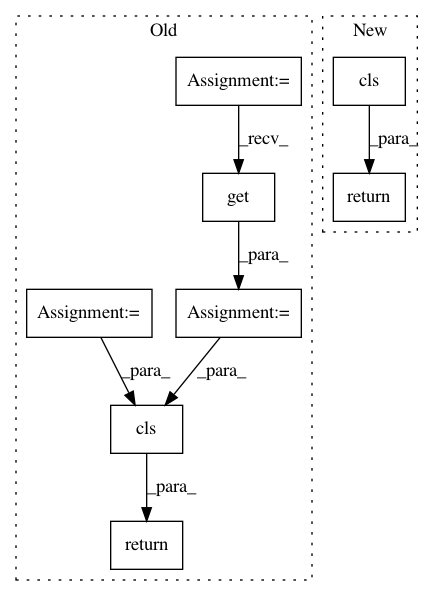 Old
New
Assignment:=
cls
_recv_
_para_
get
return
_para_
Assignment:=
Assignment:=
_para_
_para_
cls
_para_
return